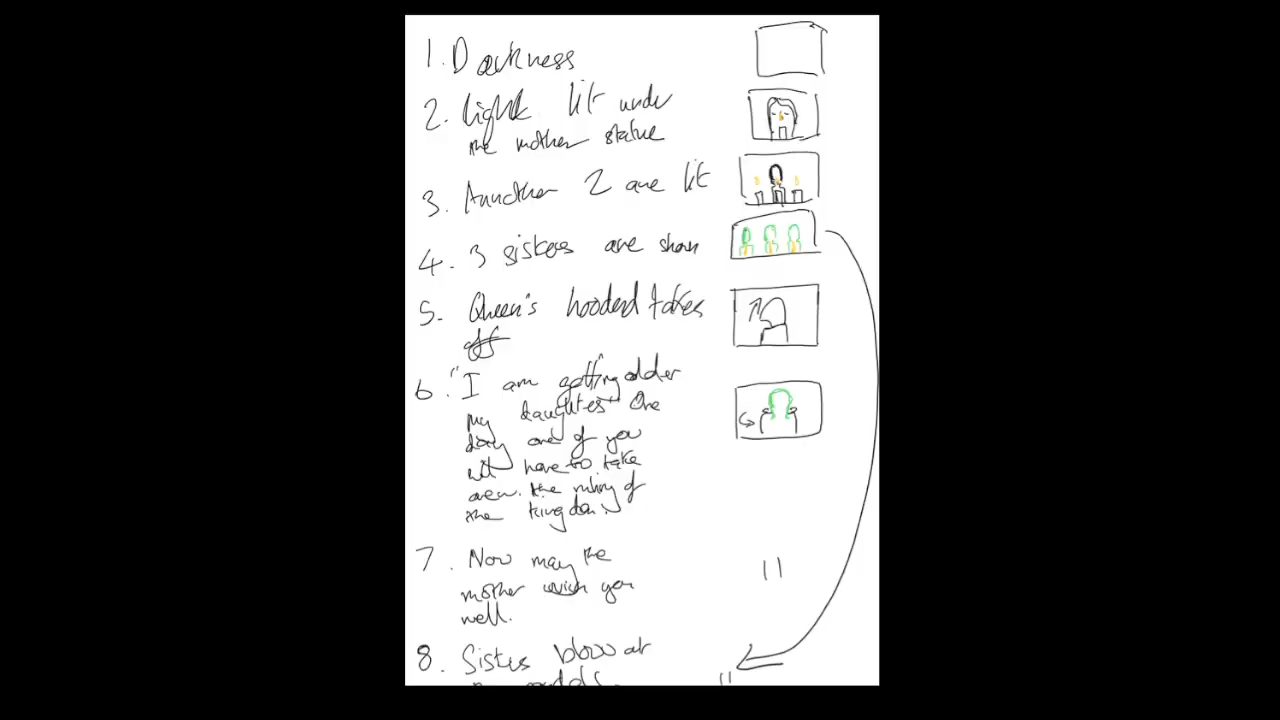 1. Darkness
2. Light lit under
the mother statue
3. Annother 2 are lit
4. 3 sisters are shown
5. Queen's hooded takes
off
6. "I am getting older
my daughters" One
day one of you
will have to take
over the ruling of
the kingdom.
7. Now may the
mother wish you
well.
8. Sisters blow at